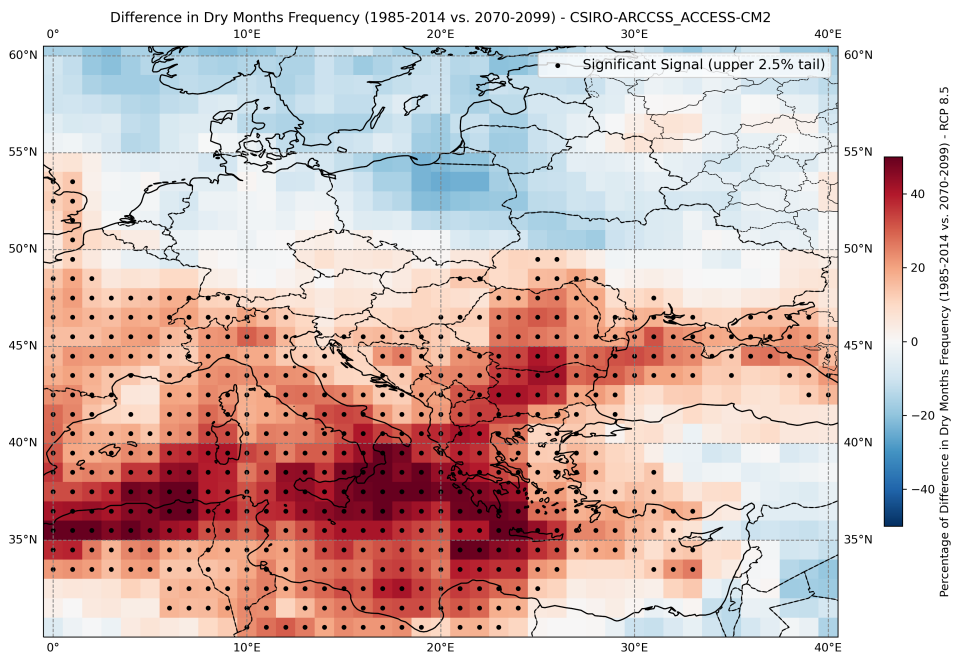 Difference in Dry Months Frequency (1985-2014 vs. 2070-2099) - CSIRO-ARCCSS_ACCESS-CM2
0° 10°E 20°E 30°E 40°E
60°N 60°N
Significant Signal (upper 2.5% tail)
55°N 55°N
50°N 50°N
45°N 45°N
40°N 40°N
35°N 35°N
0° 10°E 20°E 30°E 40°E
40
20
0
−20
−40
Percentage of Difference in Dry Months Frequency (1985-2014 vs. 2070-2099) - RCP 8.5